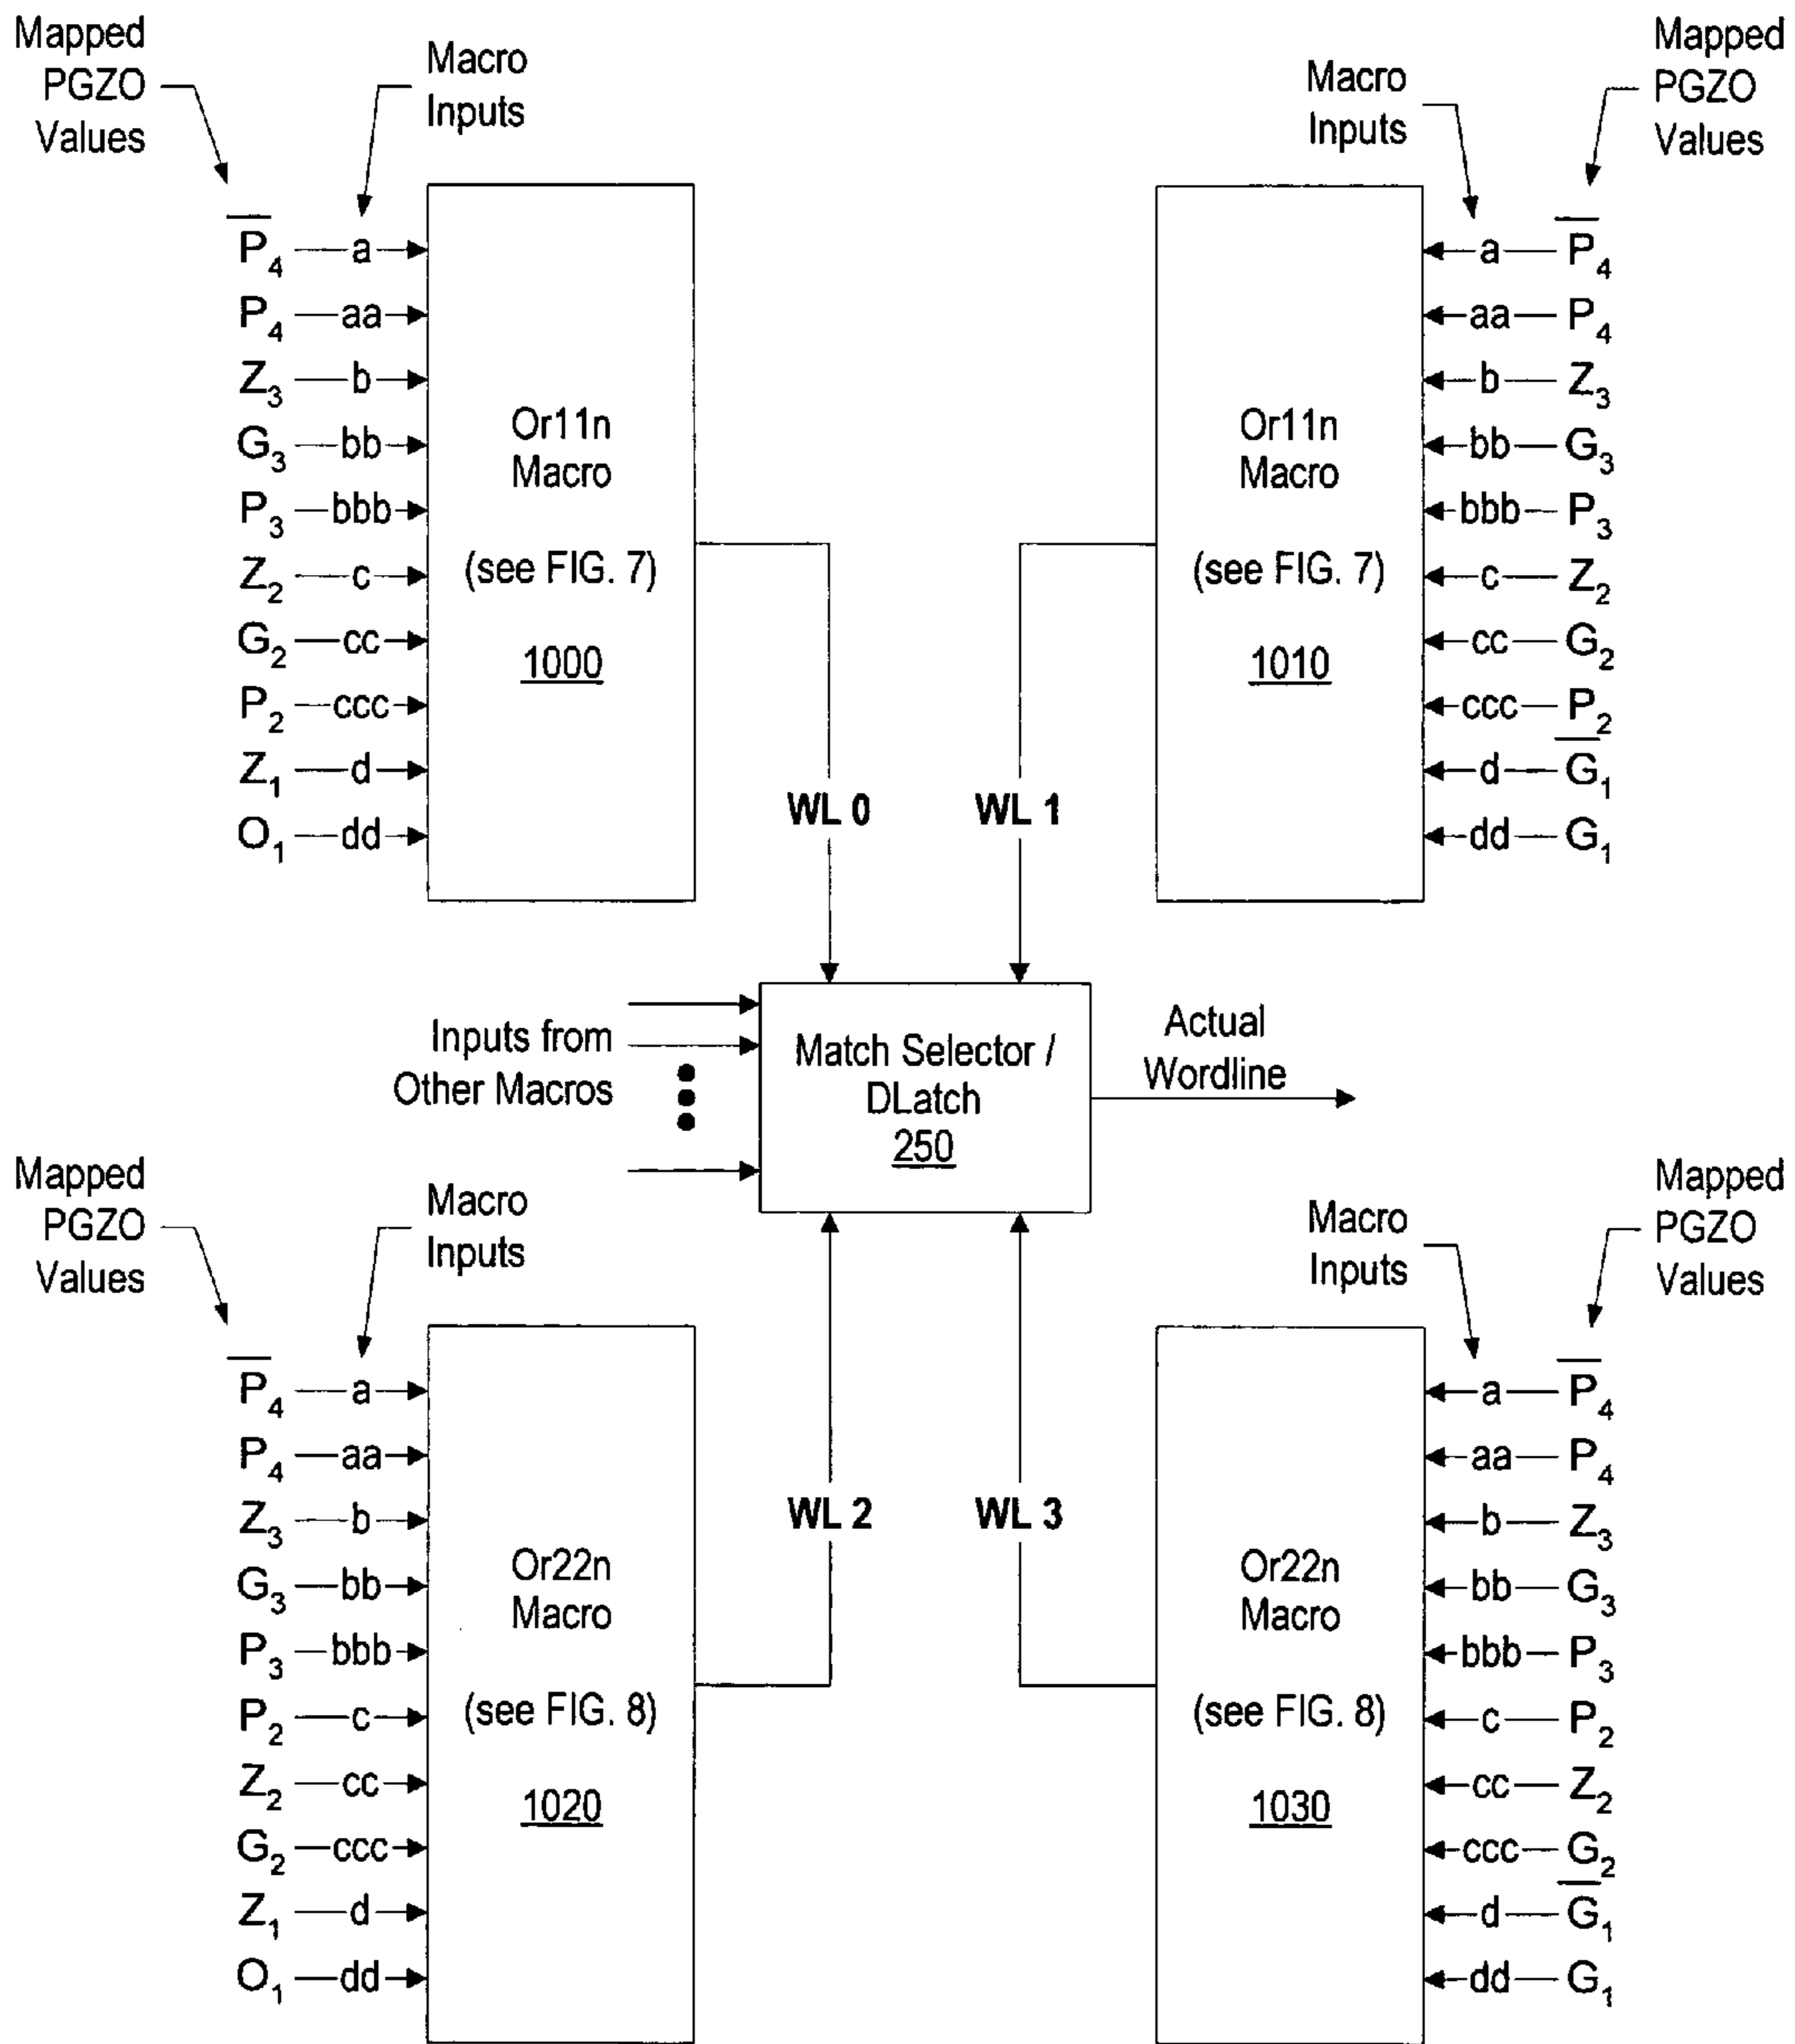 Mapped
PGZO
Values
Macro
Inputs
P̅₄ a
P₄ aa
Z₃ b
G₃ bb
P₃ bbb
Z₂ c
G₂ cc
P₂ ccc
Z₁ d
O₁ dd
Or11n
Macro
(see FIG. 7)
1000
WL 0
Macro
Inputs
Mapped
PGZO
Values
a P̅₄
aa P₄
b Z₃
bb G₃
bbb P₃
c Z₂
cc G₂
ccc P₂
d G̅₁
dd G₁
Or11n
Macro
(see FIG. 7)
1010
WL 1
Inputs from
Other Macros
Match Selector /
DLatch
250
Actual
Wordline
Mapped
PGZO
Values
Macro
Inputs
P̅₄ a
P₄ aa
Z₃ b
G₃ bb
P₃ bbb
P₂ c
Z₂ cc
G₂ ccc
Z₁ d
O₁ dd
Or22n
Macro
(see FIG. 8)
1020
WL 2
Macro
Inputs
Mapped
PGZO
Values
a P̅₄
aa P₄
b Z₃
bb G₃
bbb P₃
c P₂
cc Z₂
ccc G₂
d G̅₁
dd G₁
Or22n
Macro
(see FIG. 8)
1030
WL 3